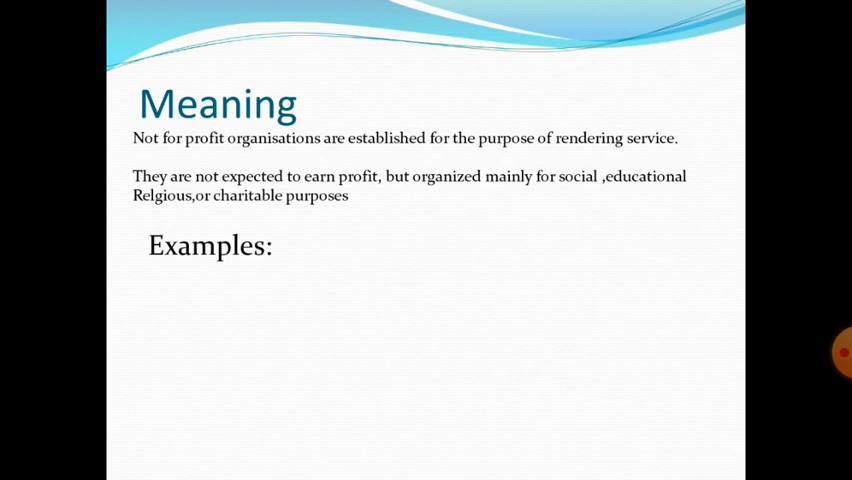 Meaning
Not for profit organisations are established for the purpose of rendering service.
They are not expected to earn profit, but organized mainly for social ,educational
Relgious,or charitable purposes
Examples: